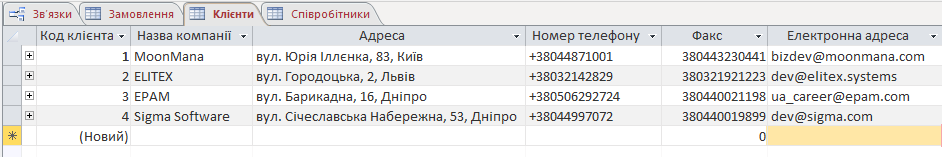 Зв'язки Замовлення Клієнти Співробітники
Код клієнта Назва компанії Адреса Номер телефону Факс Електронна адреса
1 MoonMana вул. Юрія Іллєнка, 83, Київ +38044871001 380443230441 bizdev@moonmana.com
2 ELITEX вул. Городоцька, 2, Львів +38032142829 380321921223 dev@elitex.systems
3 EPAM вул. Барикадна, 16, Дніпро +380506292724 380440021198 ua_career@epam.com
4 Sigma Software вул. Січеславська Набережна, 53, Дніпро +38044997072 380440019899 dev@sigma.com
(Новий) 0